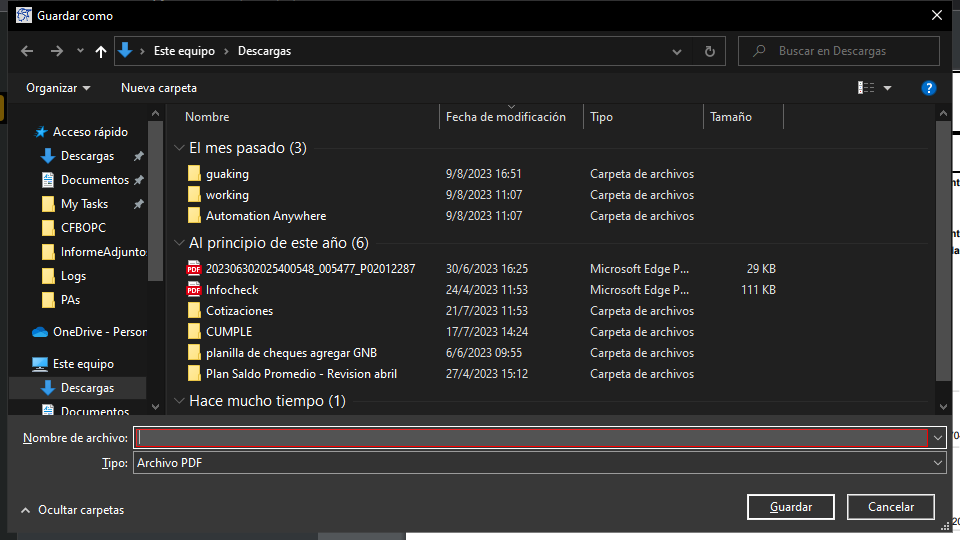 Guardar como
Este equipo
Descargas
Buscar en Descargas
Organizar
Nueva carpeta
?
Nombre
Fecha de modificación
Tipo
Tamaño
Acceso rápido
Descargas
Documentos
My Tasks
CFBOPC
InformeAdjunto
Logs
PAs
OneDrive - Person
Este equipo
Descargas
Documentos
El mes pasado (3)
guaking 9/8/2023 16:51 Carpeta de archivos
working 9/8/2023 11:07 Carpeta de archivos
Automation Anywhere 9/8/2023 11:07 Carpeta de archivos
Al principio de este año (6)
PDF 202306302025400548_005477_P02012287 30/6/2023 16:25 Microsoft Edge P... 29 KB
PDF Infocheck 24/4/2023 11:53 Microsoft Edge P... 111 KB
Cotizaciones 21/7/2023 11:53 Carpeta de archivos
CUMPLE 17/7/2023 14:24 Carpeta de archivos
planilla de cheques agregar GNB 6/6/2023 09:55 Carpeta de archivos
Plan Saldo Promedio - Revision abril 27/4/2023 15:12 Carpeta de archivos
Hace mucho tiempo (1)
Nombre de archivo:
Tipo: Archivo PDF
Ocultar carpetas
Guardar
Cancelar